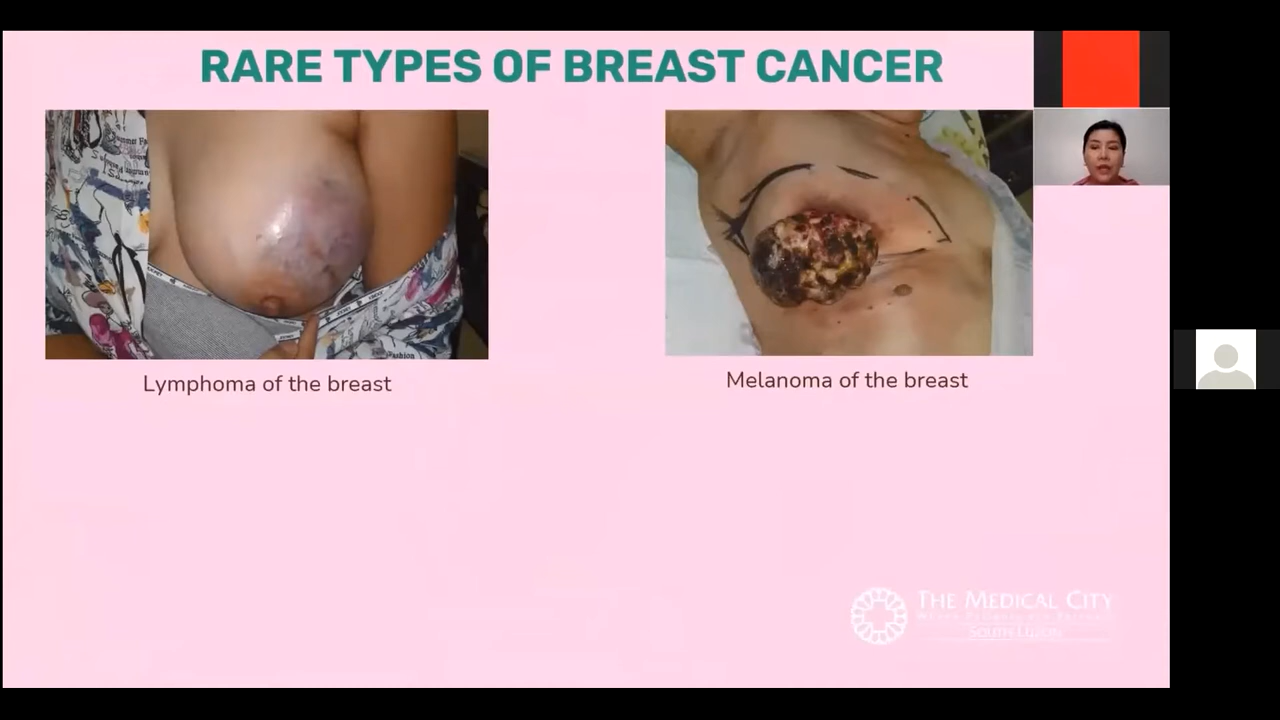 RARE TYPES OF BREAST CANCER
Lymphoma of the breast
Melanoma of the breast
THE MEDICAL CITY
South Luzon